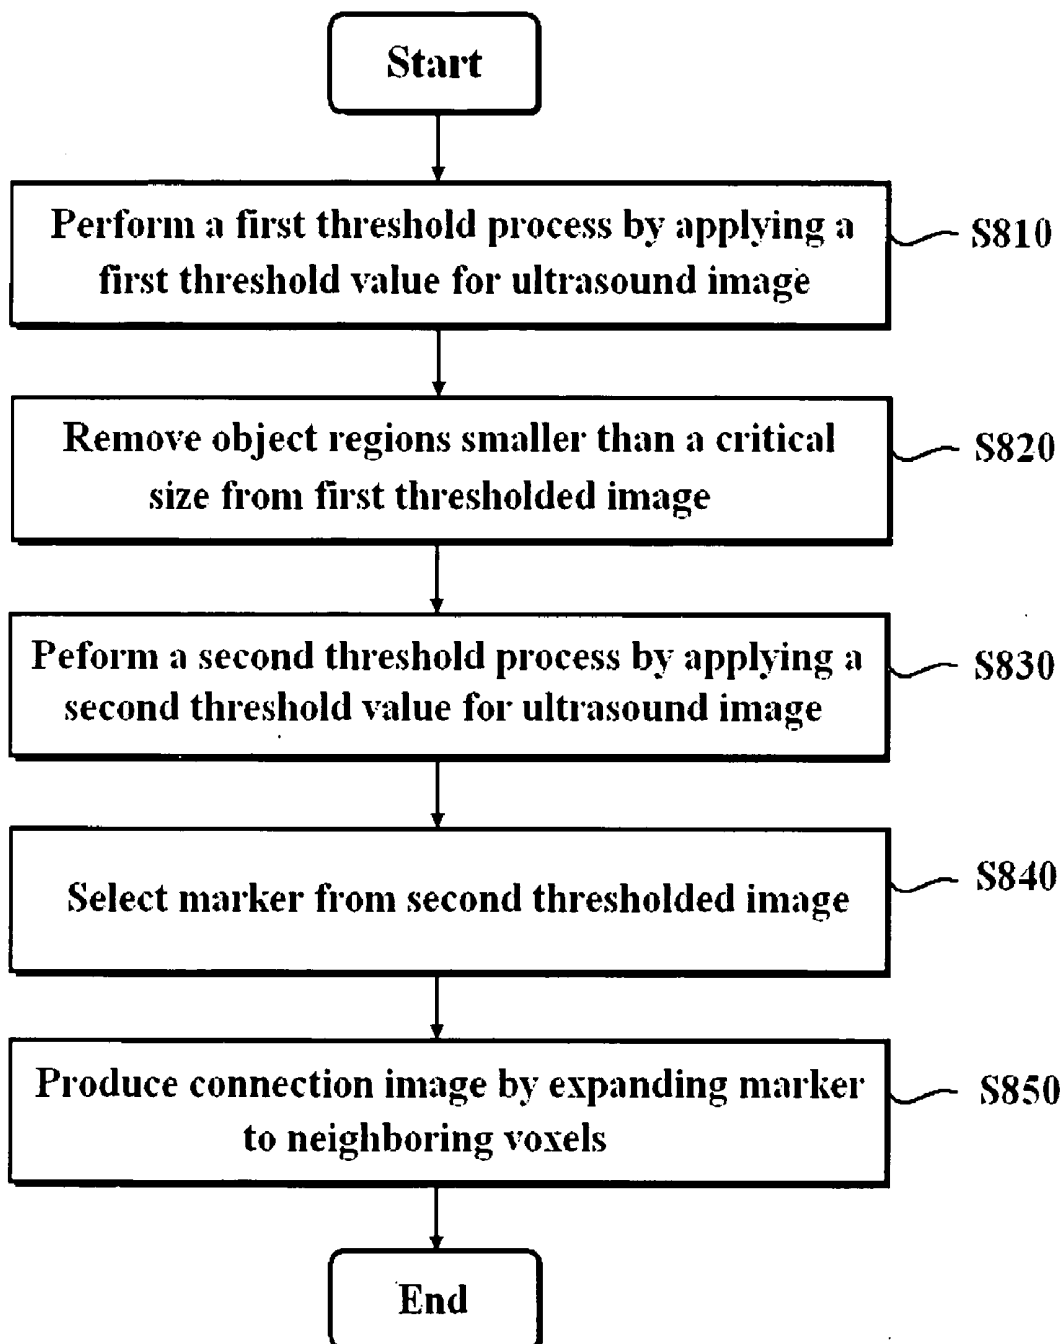 Start
Perform a first threshold process by applying a
first threshold value for ultrasound image
S810
Remove object regions smaller than a critical
size from first thresholded image
S820
Peform a second threshold process by applying a
second threshold value for ultrasound image
S830
Select marker from second thresholded image
S840
Produce connection image by expanding marker
to neighboring voxels
S850
End